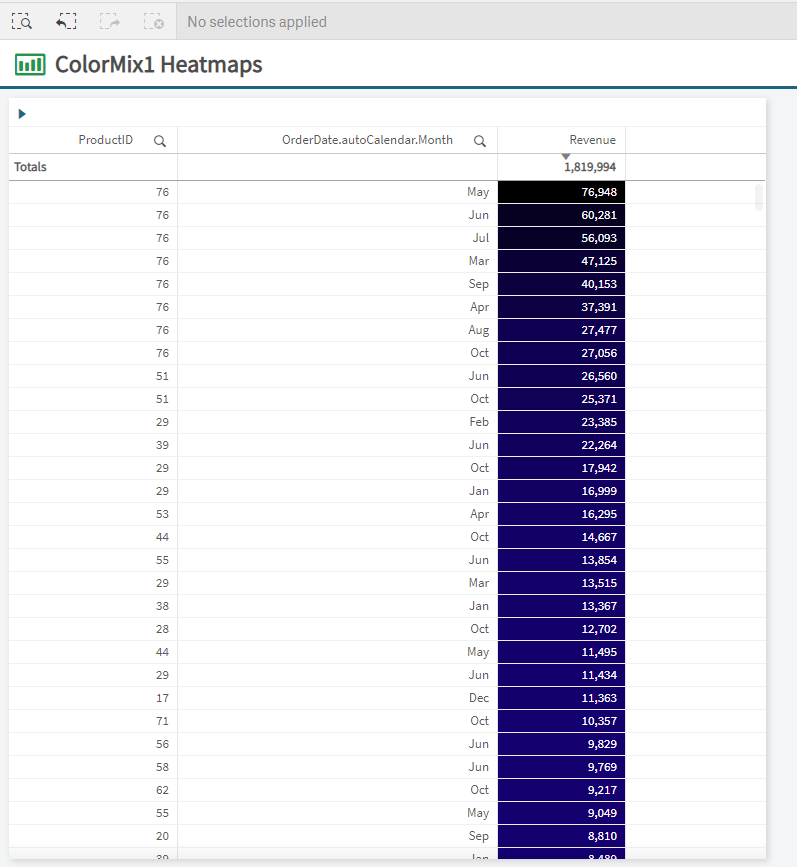 No selections applied
ColorMix1 Heatmaps
ProductID OrderDate.autoCalendar.Month Revenue
Totals 1,819,994
76 May 76,948
76 Jun 60,281
76 Jul 56,093
76 Mar 47,125
76 Sep 40,153
76 Apr 37,391
76 Aug 27,477
76 Oct 27,056
51 Jun 26,560
51 Oct 25,371
29 Feb 23,385
39 Jun 22,264
29 Oct 17,942
29 Jan 16,999
53 Apr 16,295
44 Oct 14,667
55 Jun 13,854
29 Mar 13,515
38 Jan 13,367
28 Oct 12,702
44 May 11,495
29 Jun 11,434
17 Dec 11,363
71 Oct 10,357
56 Jun 9,829
58 Jun 9,769
62 Oct 9,217
55 May 9,049
20 Sep 8,810
39 Jan 8,489